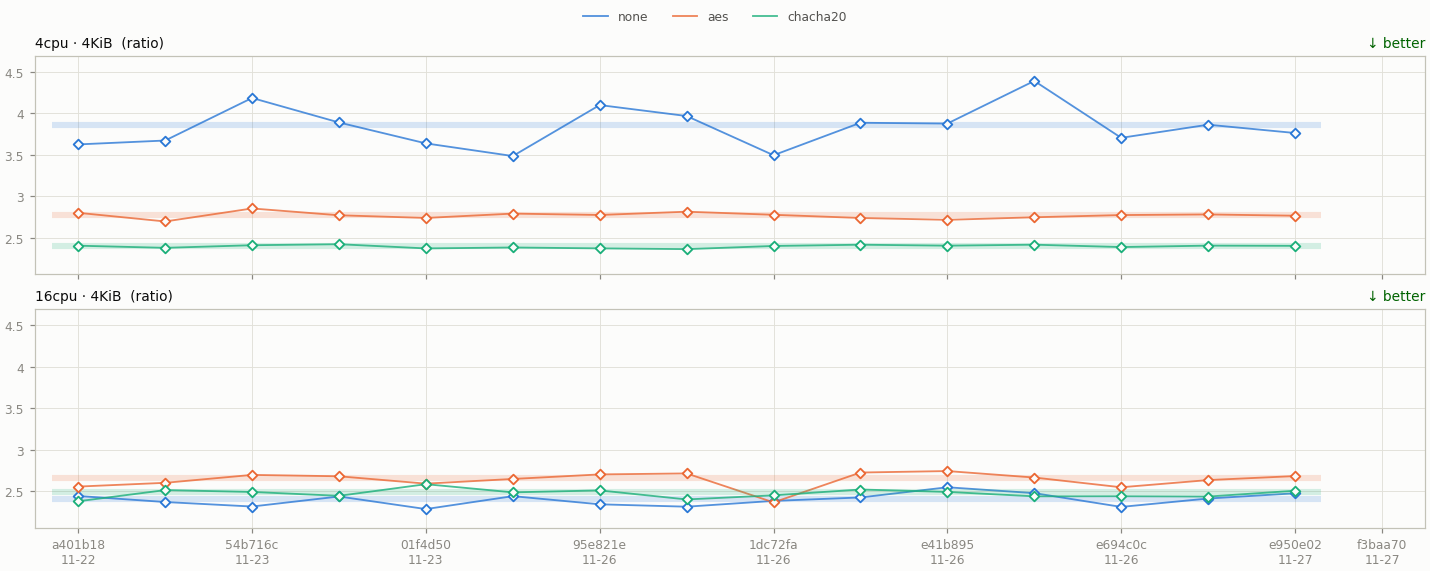 none aes chacha20
4cpu · 4KiB (ratio) ↓ better
4.5
4
3.5
3
2.5
16cpu · 4KiB (ratio) ↓ better
4.5
4
3.5
3
2.5
a401b18 54b716c 01f4d50 95e821e 1dc72fa e41b895 e694c0c e950e02 f3baa70
11-22 11-23 11-23 11-26 11-26 11-26 11-26 11-27 11-27